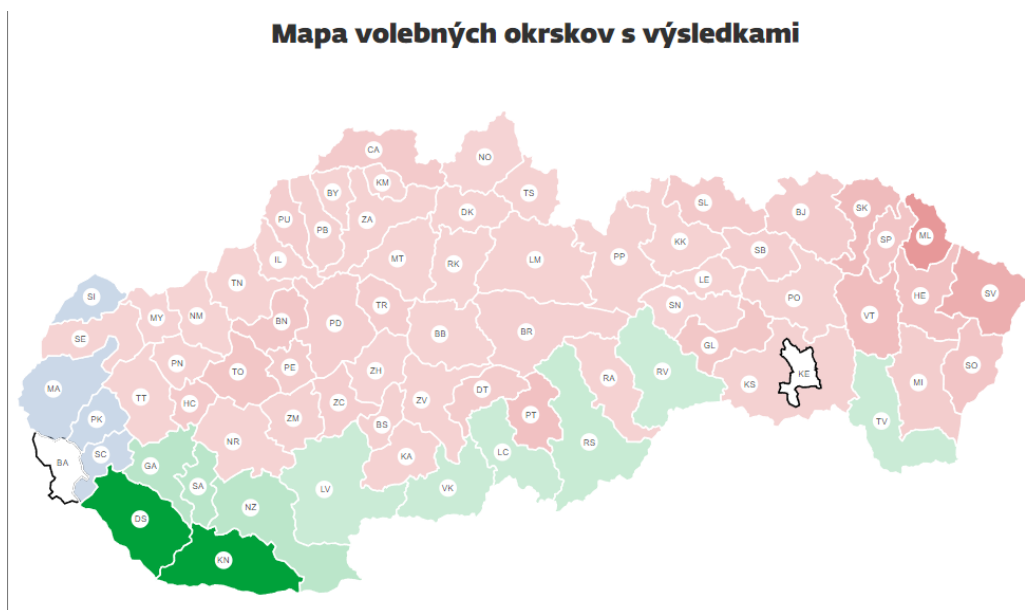 Mapa volebných okrskov s výsledkami
CA
NO
KM
BY
TS
SL
SK
PU
PB
ZA
DK
BJ
ML
SP
KK
SB
IL
MT
RK
LM
PP
TN
LE
SI
PO
HE
SV
MY
NM
BN
PD
TR
SN
VT
SE
BB
BR
GL
PN
TO
PE
ZH
RV
KE
SO
MA
TT
HC
ZC
ZV
DT
RA
KS
MI
PK
ZM
BS
PT
TV
BA
SC
GA
NR
KA
LC
RS
SA
LV
VK
NZ
DS
KN